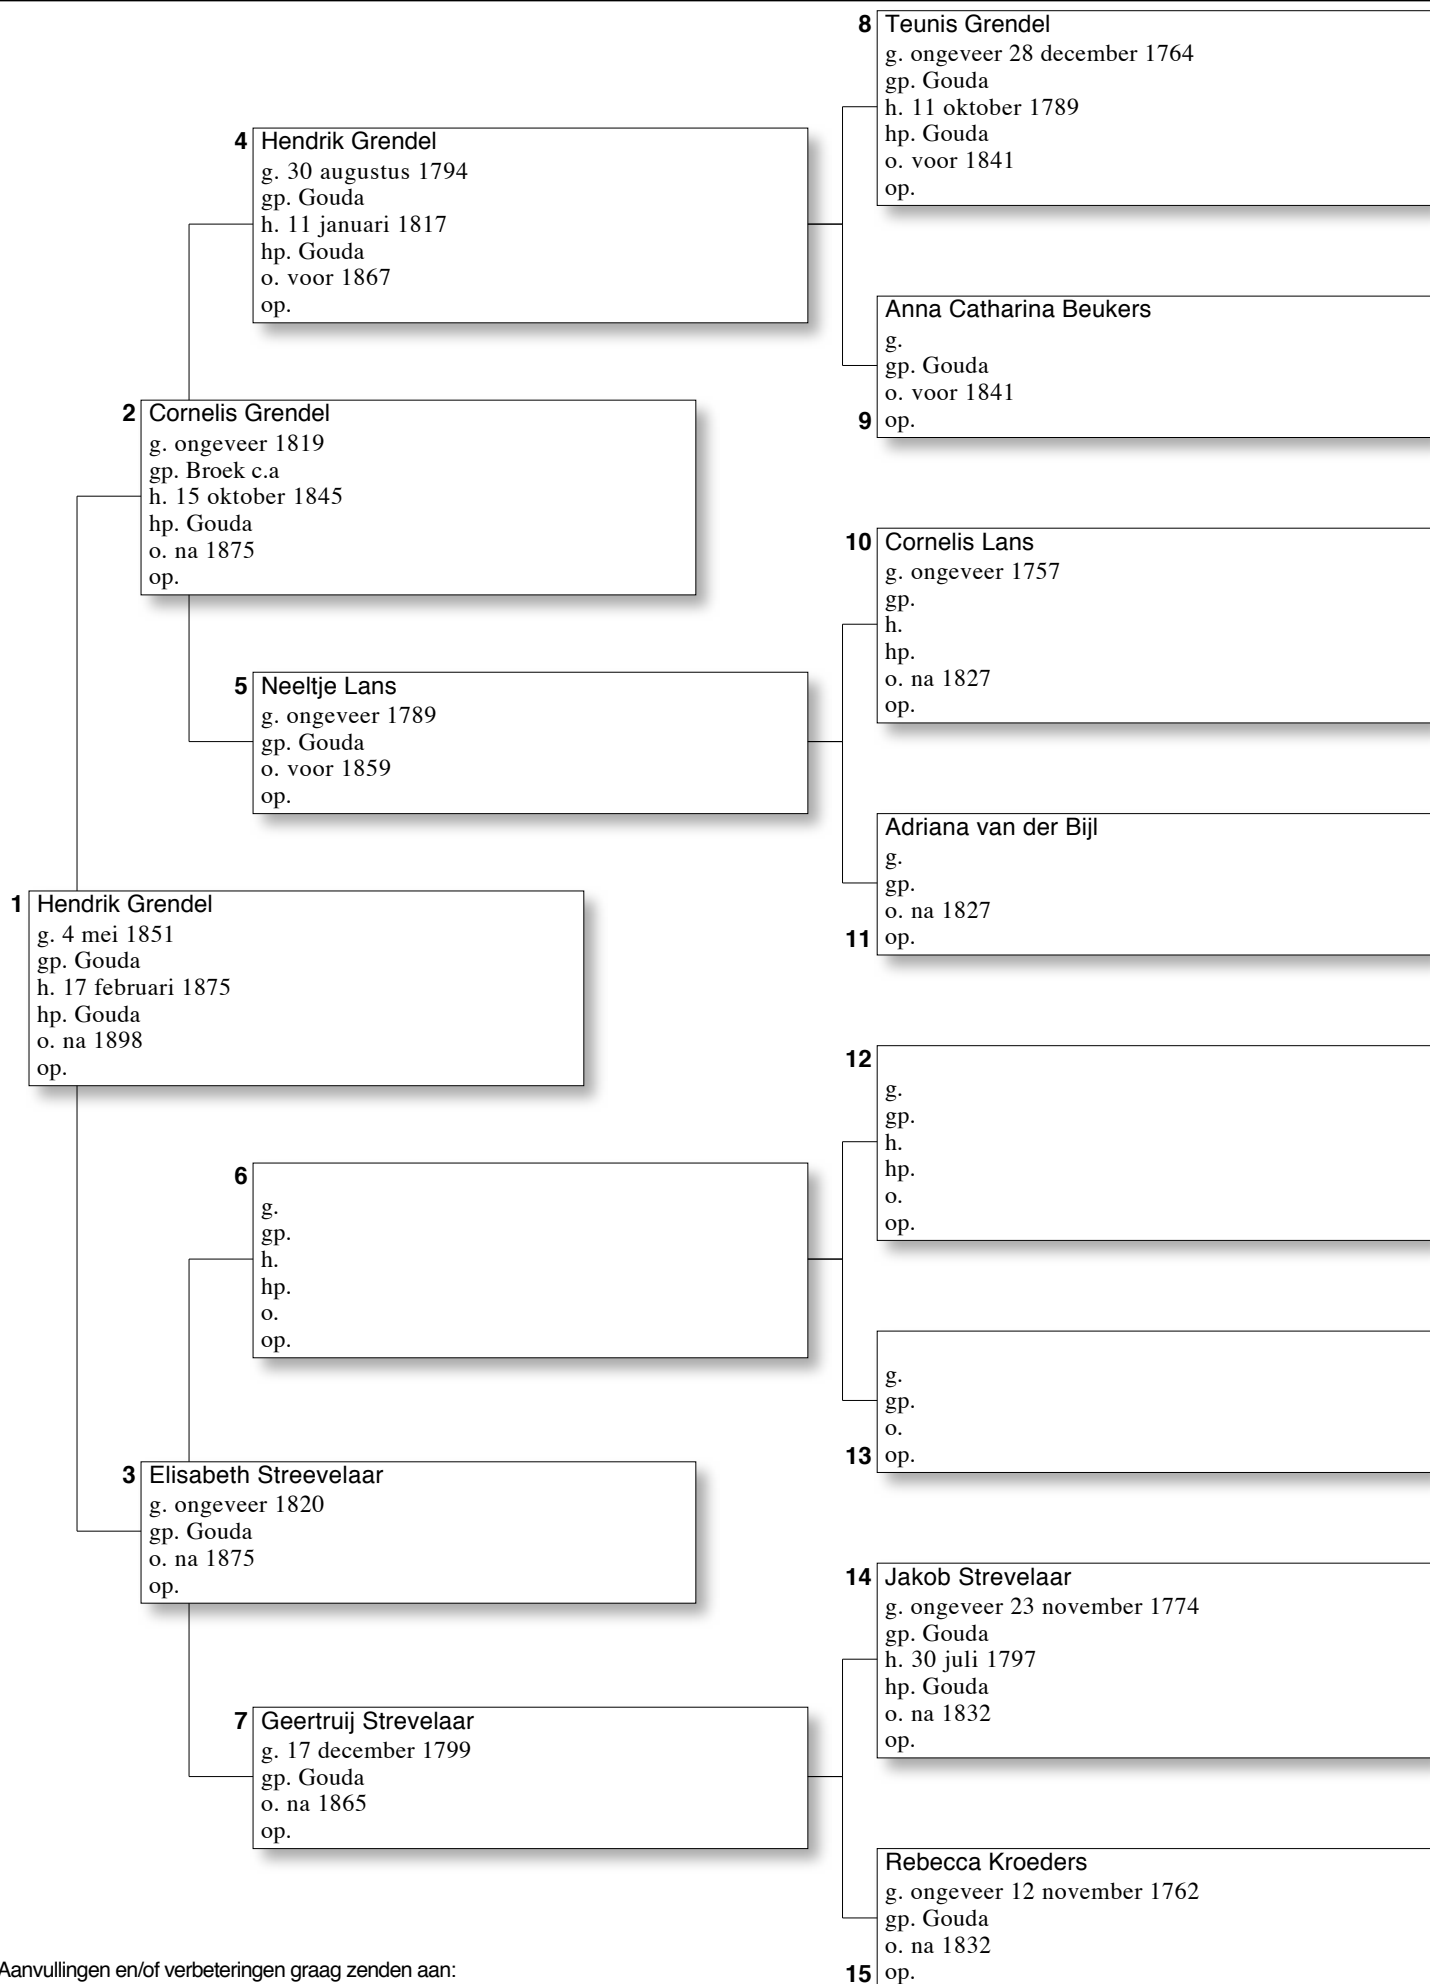 8 Teunis Grendel
g. ongeveer 28 december 1764
gp. Gouda
h. 11 oktober 1789
hp. Gouda
o. voor 1841
op.
4 Hendrik Grendel
g. 30 augustus 1794
gp. Gouda
h. 11 januari 1817
hp. Gouda
o. voor 1867
op.
Anna Catharina Beukers
g.
gp. Gouda
o. voor 1841
9 op.
2 Cornelis Grendel
g. ongeveer 1819
gp. Broek c.a
h. 15 oktober 1845
hp. Gouda
o. na 1875
op.
10 Cornelis Lans
g. ongeveer 1757
gp.
h.
hp.
o. na 1827
op.
5 Neeltje Lans
g. ongeveer 1789
gp. Gouda
o. voor 1859
op.
Adriana van der Bijl
g.
gp.
o. na 1827
11 op.
1 Hendrik Grendel
g. 4 mei 1851
gp. Gouda
h. 17 februari 1875
hp. Gouda
o. na 1898
op.
12
g.
gp.
h.
hp.
o.
op.
6
g.
gp.
h.
hp.
o.
op.
g.
gp.
o.
13 op.
3 Elisabeth Streevelaar
g. ongeveer 1820
gp. Gouda
o. na 1875
op.
14 Jakob Strevelaar
g. ongeveer 23 november 1774
gp. Gouda
h. 30 juli 1797
hp. Gouda
o. na 1832
op.
7 Geertruij Strevelaar
g. 17 december 1799
gp. Gouda
o. na 1865
op.
Rebecca Kroeders
g. ongeveer 12 november 1762
gp. Gouda
o. na 1832
15 op.
Aanvullingen en/of verbeteringen graag zenden aan: